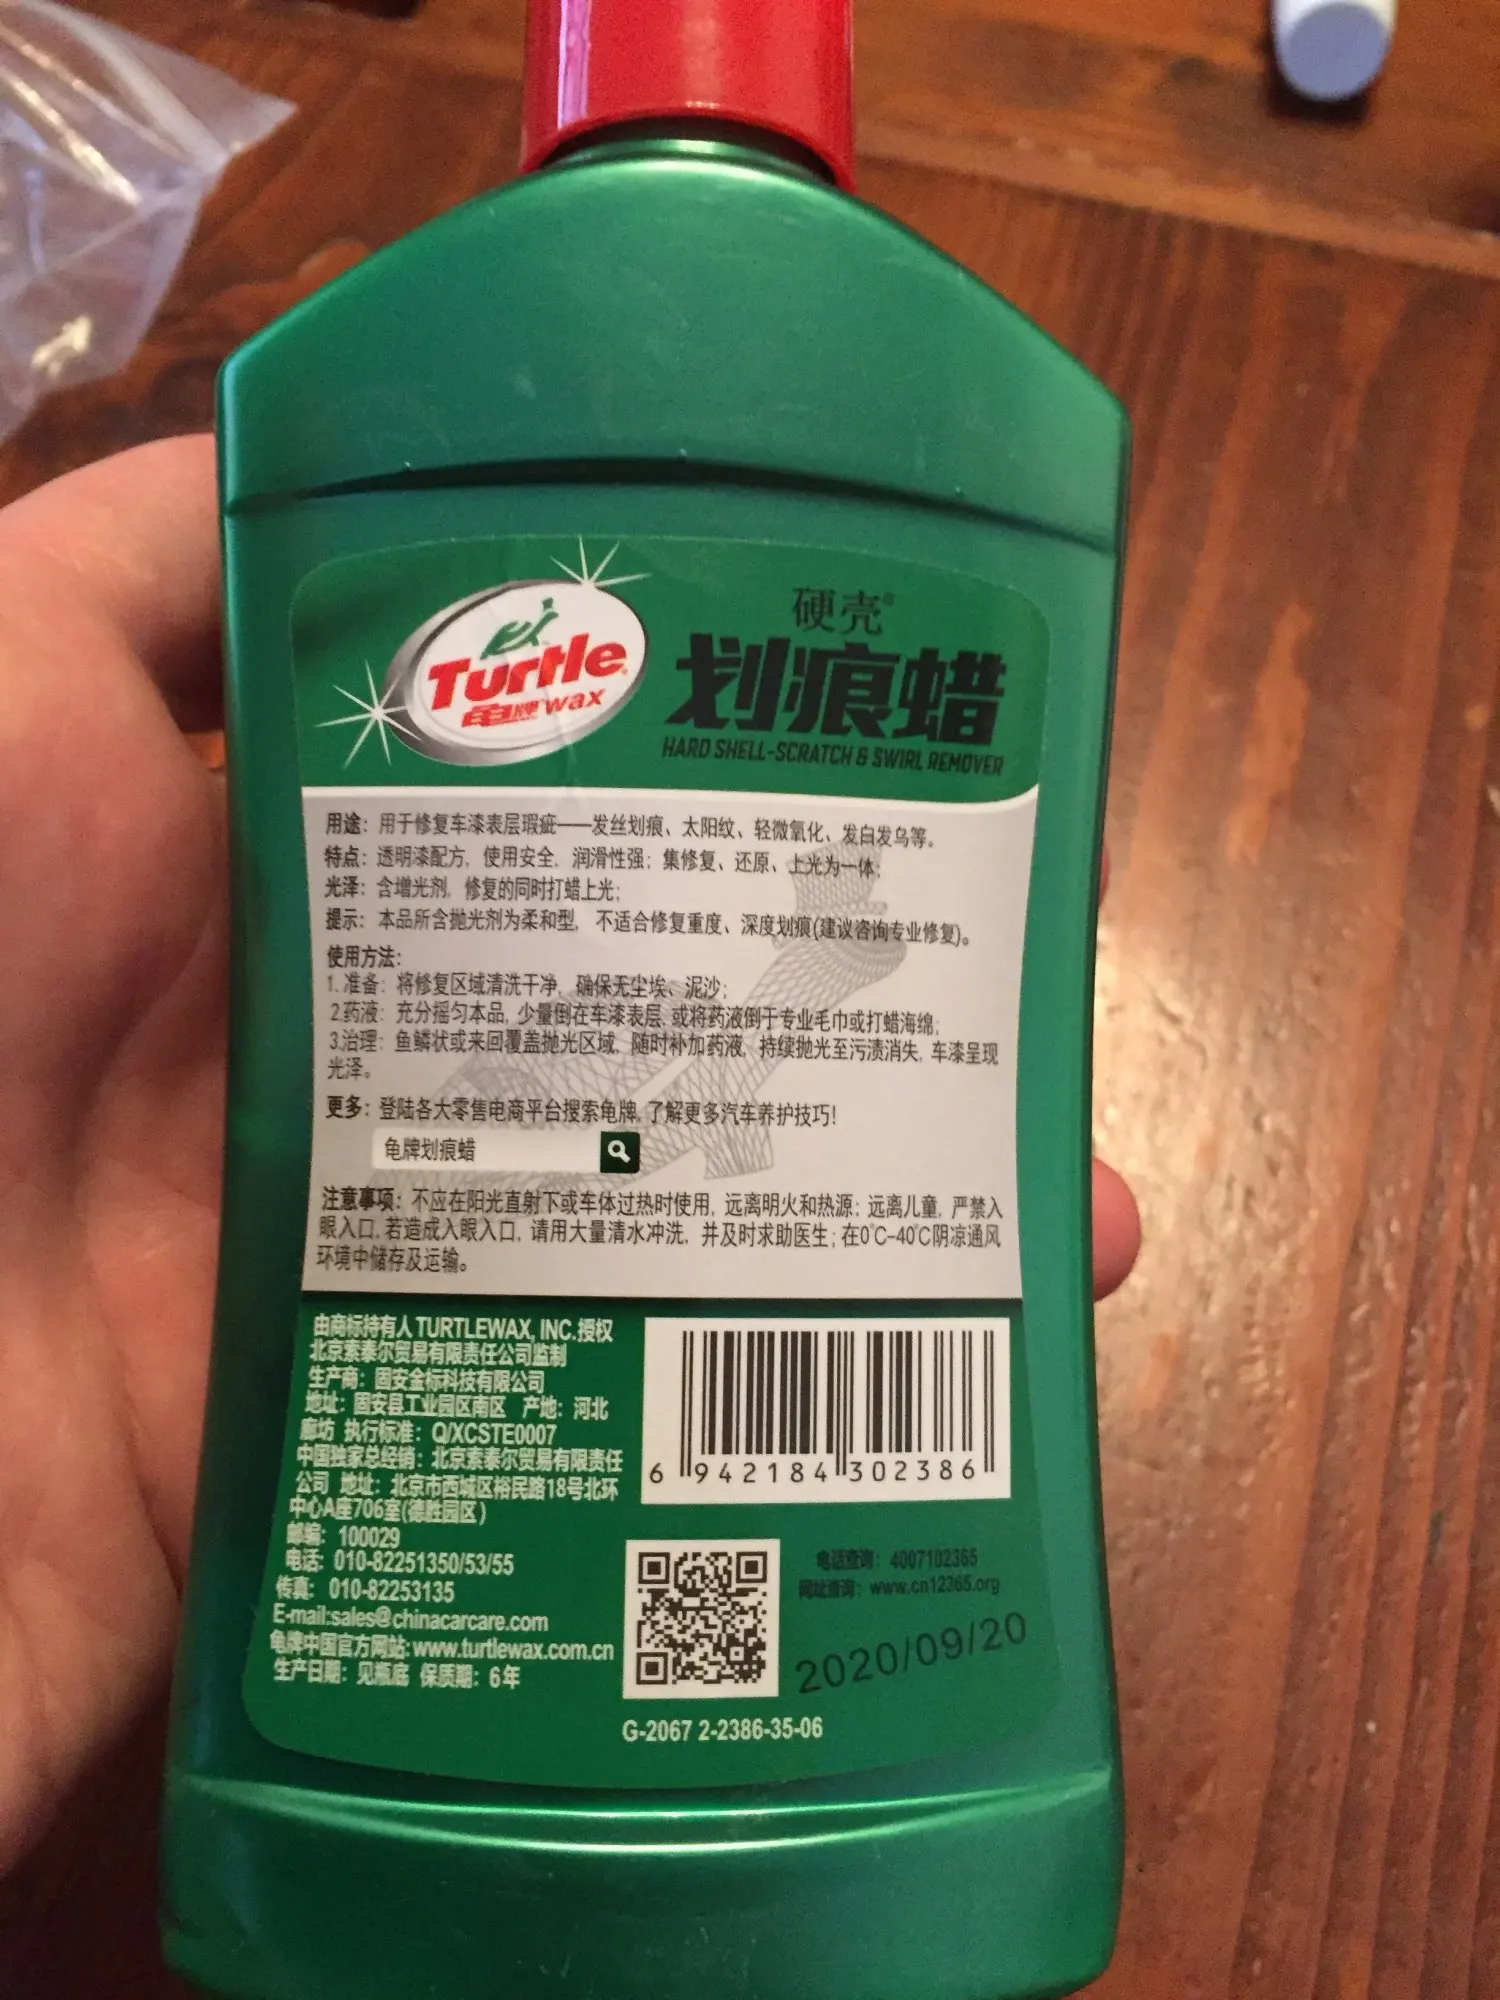 Turtle
龟牌 wax
硬壳®
划痕蜡
HARD SHELL-SCRATCH & SWIRL REMOVER
用途：用于修复车漆表层瑕疵——发丝划痕、太阳纹、轻微氧化、发白发乌等。
特点：透明漆配方，使用安全，润滑性强；集修复、还原、上光为一体；
光泽：含增光剂，修复的同时打蜡上光；
提示：本品所含抛光剂为柔和型，不适合修复重度、深度划痕(建议咨询专业修复)。
使用方法：
1.准备：将修复区域清洗干净，确保无尘埃、泥沙；
2.药液：充分摇匀本品，少量倒在车漆表层，或将药液倒于专业毛巾或打蜡海绵；
3.治理：鱼鳞状或来回覆盖抛光区域，随时补加药液，持续抛光至污渍消失，车漆呈现
光泽。
更多：登陆各大零售电商平台搜索龟牌，了解更多汽车养护技巧！
龟牌划痕蜡
注意事项：不应在阳光直射下或车体过热时使用，远离明火和热源；远离儿童，严禁入
眼入口，若造成入眼入口，请用大量清水冲洗，并及时求助医生；在0℃-40℃阴凉通风
环境中储存及运输。
由商标持有人TURTLEWAX, INC.授权
北京索泰尔贸易有限责任公司监制
生产商：固安金标科技有限公司
地址：固安县工业园区南区 产地：河北
廊坊 执行标准：Q/XCSTE0007
中国独家总经销：北京索泰尔贸易有限责任
公司 地址：北京市西城区裕民路18号北环
中心A座706室(德胜园区)
邮编：100029
电话：010-82251350/53/55
传真：010-82253135
E-mail:sales@chinacarcare.com
龟牌中国官方网站:www.turtlewax.com.cn
生产日期：见瓶底 保质期：6年
6 942184 302386
电话查询：4007102365
网址查询：www.cn12365.org
2020/09/20
G-2067 2-2386-35-06